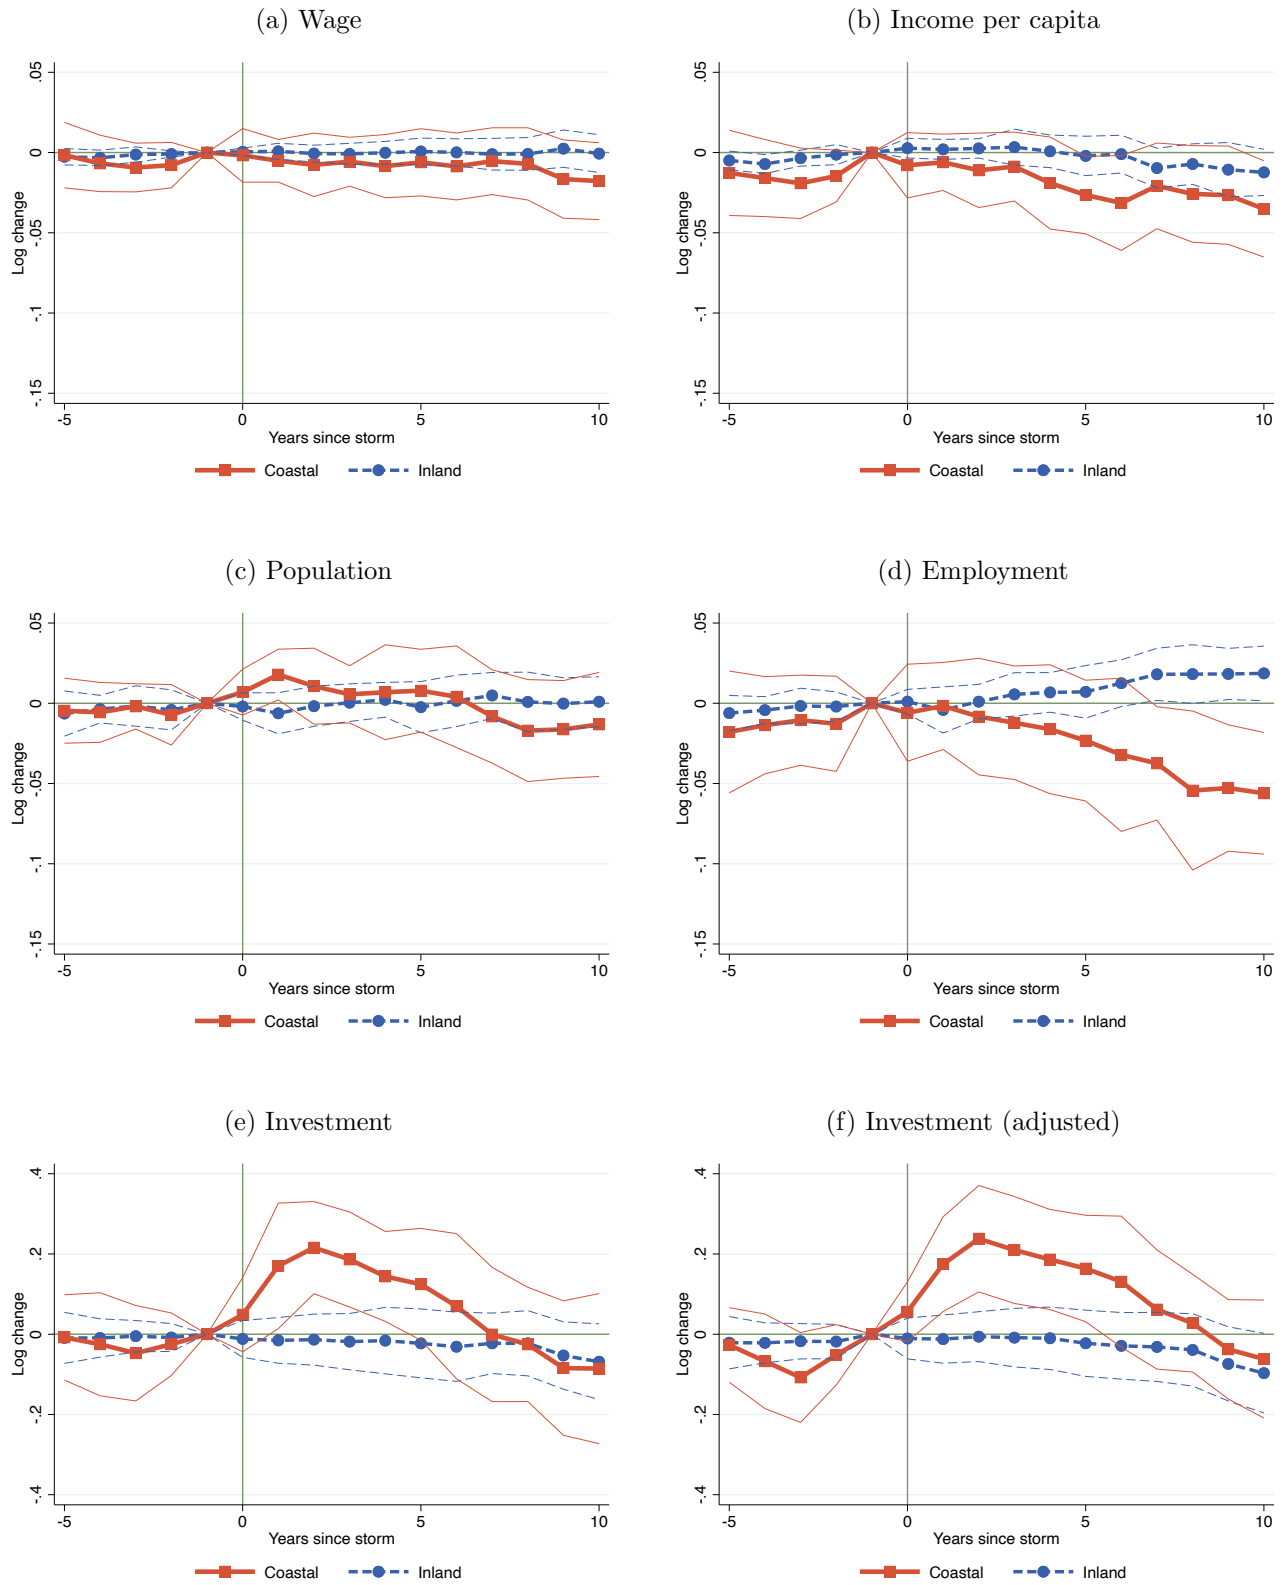 (a) Wage
.05
0
-.05
-.1
-.15
Log change
-5 0 5 10
Years since storm
Coastal Inland
(b) Income per capita
.05
0
-.05
-.1
-.15
Log change
-5 0 5 10
Years since storm
Coastal Inland
(c) Population
.05
0
-.05
-.1
-.15
Log change
-5 0 5 10
Years since storm
Coastal Inland
(d) Employment
.05
0
-.05
-.1
-.15
Log change
-5 0 5 10
Years since storm
Coastal Inland
(e) Investment
.4
.2
0
-.2
-.4
Log change
-5 0 5 10
Years since storm
Coastal Inland
(f) Investment (adjusted)
.4
.2
0
-.2
-.4
Log change
-5 0 5 10
Years since storm
Coastal Inland